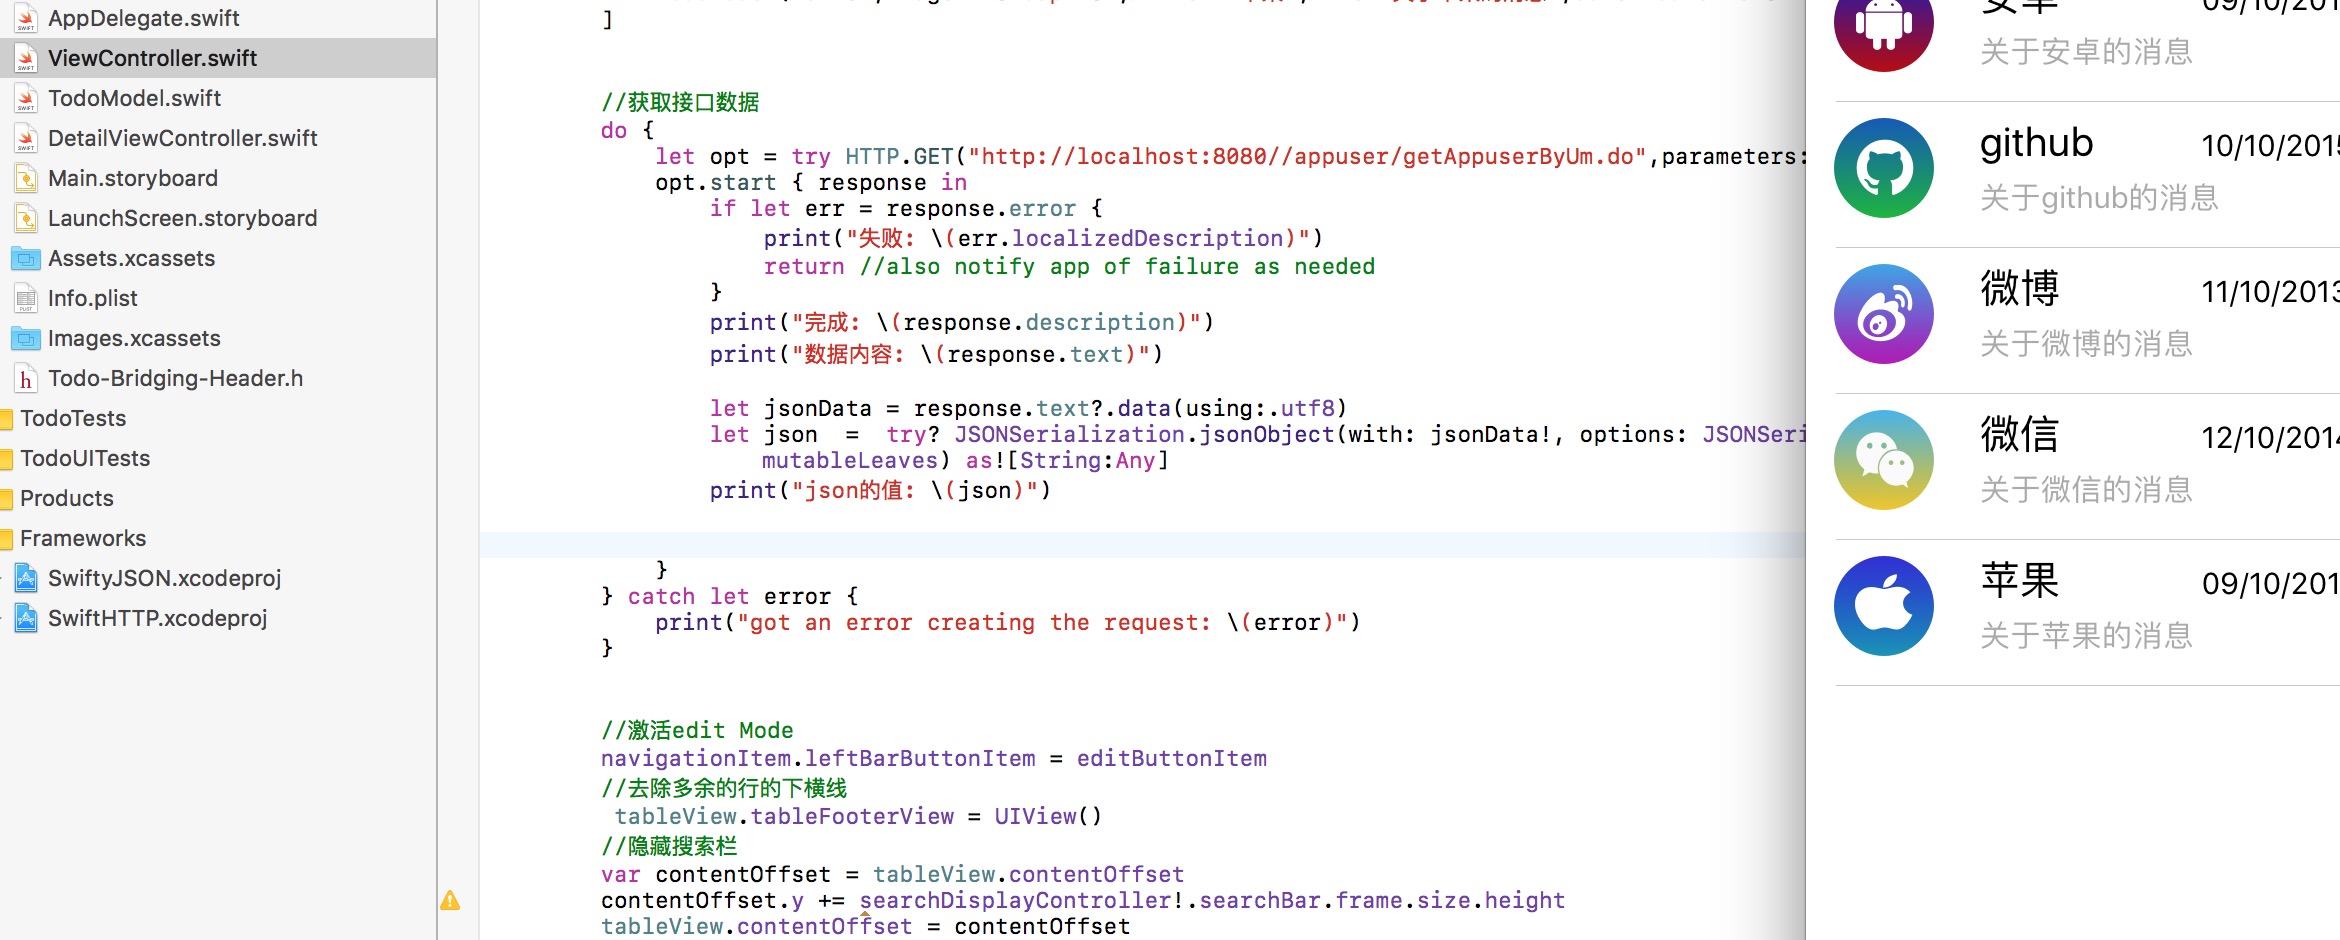 AppDelegate.swift
ViewController.swift
TodoModel.swift
DetailViewController.swift
Main.storyboard
LaunchScreen.storyboard
Assets.xcassets
Info.plist
Images.xcassets
Todo-Bridging-Header.h
TodoTests
TodoUITests
Products
Frameworks
SwiftyJSON.xcodeproj
SwiftHTTP.xcodeproj
]
//获取接口数据
do {
let opt = try HTTP.GET("http://localhost:8080//appuser/getAppuserByUm.do",parameters:
opt.start { response in
if let err = response.error {
print("失败: \(err.localizedDescription)")
return //also notify app of failure as needed
}
print("完成: \(response.description)")
print("数据内容: \(response.text)")
let jsonData = response.text?.data(using:.utf8)
let json = try? JSONSerialization.jsonObject(with: jsonData!, options: JSONSeri
mutableLeaves) as![String:Any]
print("json的值: \(json)")
}
} catch let error {
print("got an error creating the request: \(error)")
}
//激活edit Mode
navigationItem.leftBarButtonItem = editButtonItem
//去除多余的行的下横线
tableView.tableFooterView = UIView()
//隐藏搜索栏
var contentOffset = tableView.contentOffset
contentOffset.y += searchDisplayController!.searchBar.frame.size.height
tableView.contentOffset = contentOffset
安卓 09/10/201
关于安卓的消息
github 10/10/2015
关于github的消息
微博 11/10/2013
关于微博的消息
微信 12/10/2014
关于微信的消息
苹果 09/10/201
关于苹果的消息